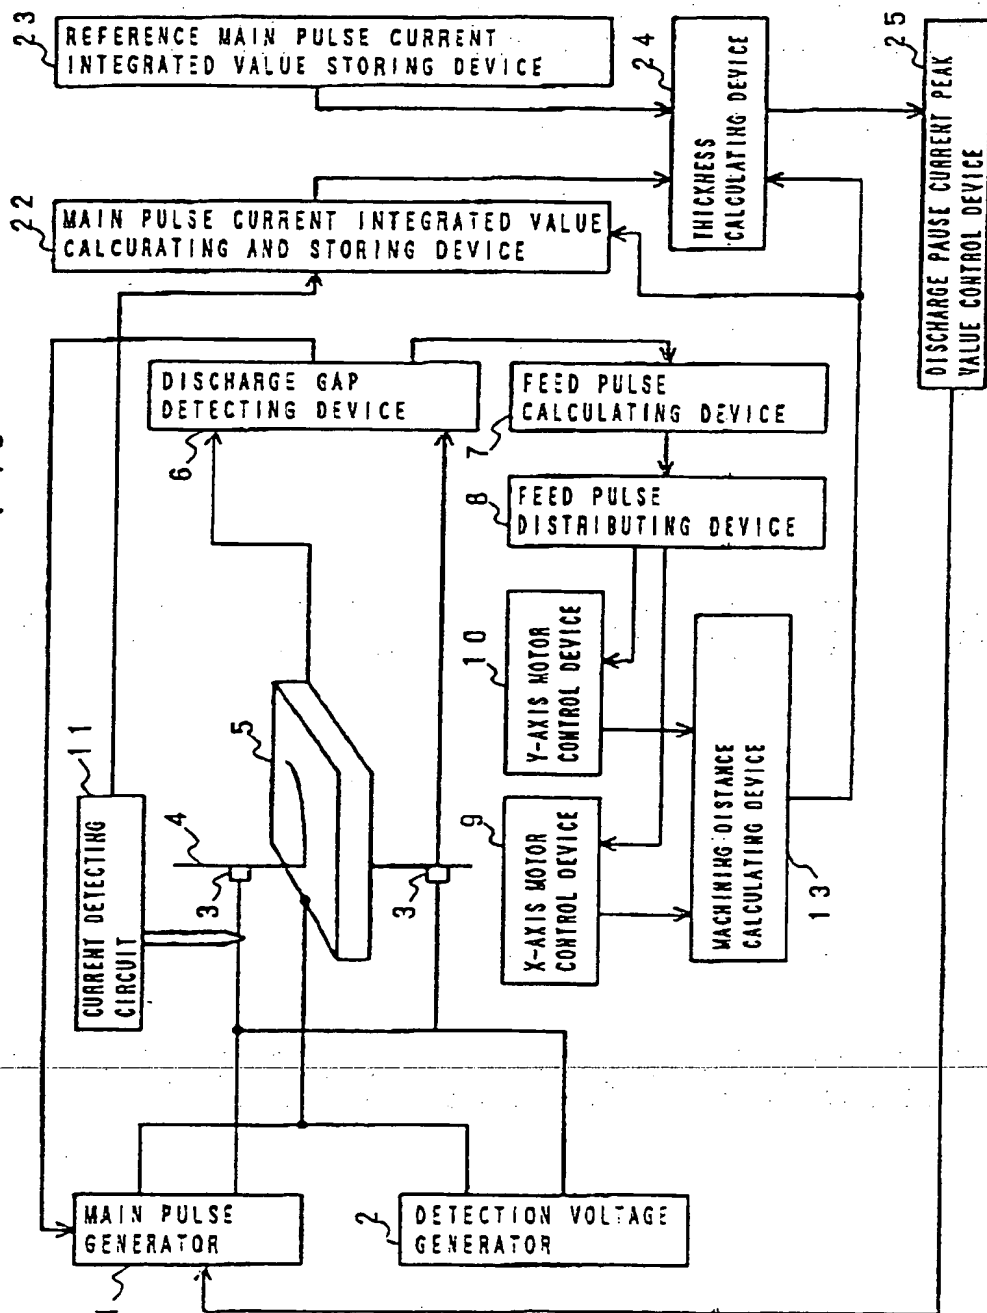 23
REFERENCE MAIN PULSE CURRENT
INTEGRATED VALUE STORING DEVICE
22
MAIN PULSE CURRENT INTEGRATED VALUE
CALCURATING AND STORING DEVICE
24
THICKNESS
CALCULATING DEVICE
25
DISCHARGE PAUSE CURRENT PEAK
VALUE CONTROL DEVICE
11
CURRENT DETECTING
CIRCUIT
6
DISCHARGE GAP
DETECTING DEVICE
7
FEED PULSE
CALCULATING DEVICE
8
FEED PULSE
DISTRIBUTING DEVICE
4
3
5
3
10
Y-AXIS MOTOR
CONTROL DEVICE
9
X-AXIS MOTOR
CONTROL DEVICE
MACHINING DISTANCE
CALCULATING DEVICE
13
1
MAIN PULSE
GENERATOR
2
DETECTION VOLTAGE
GENERATOR